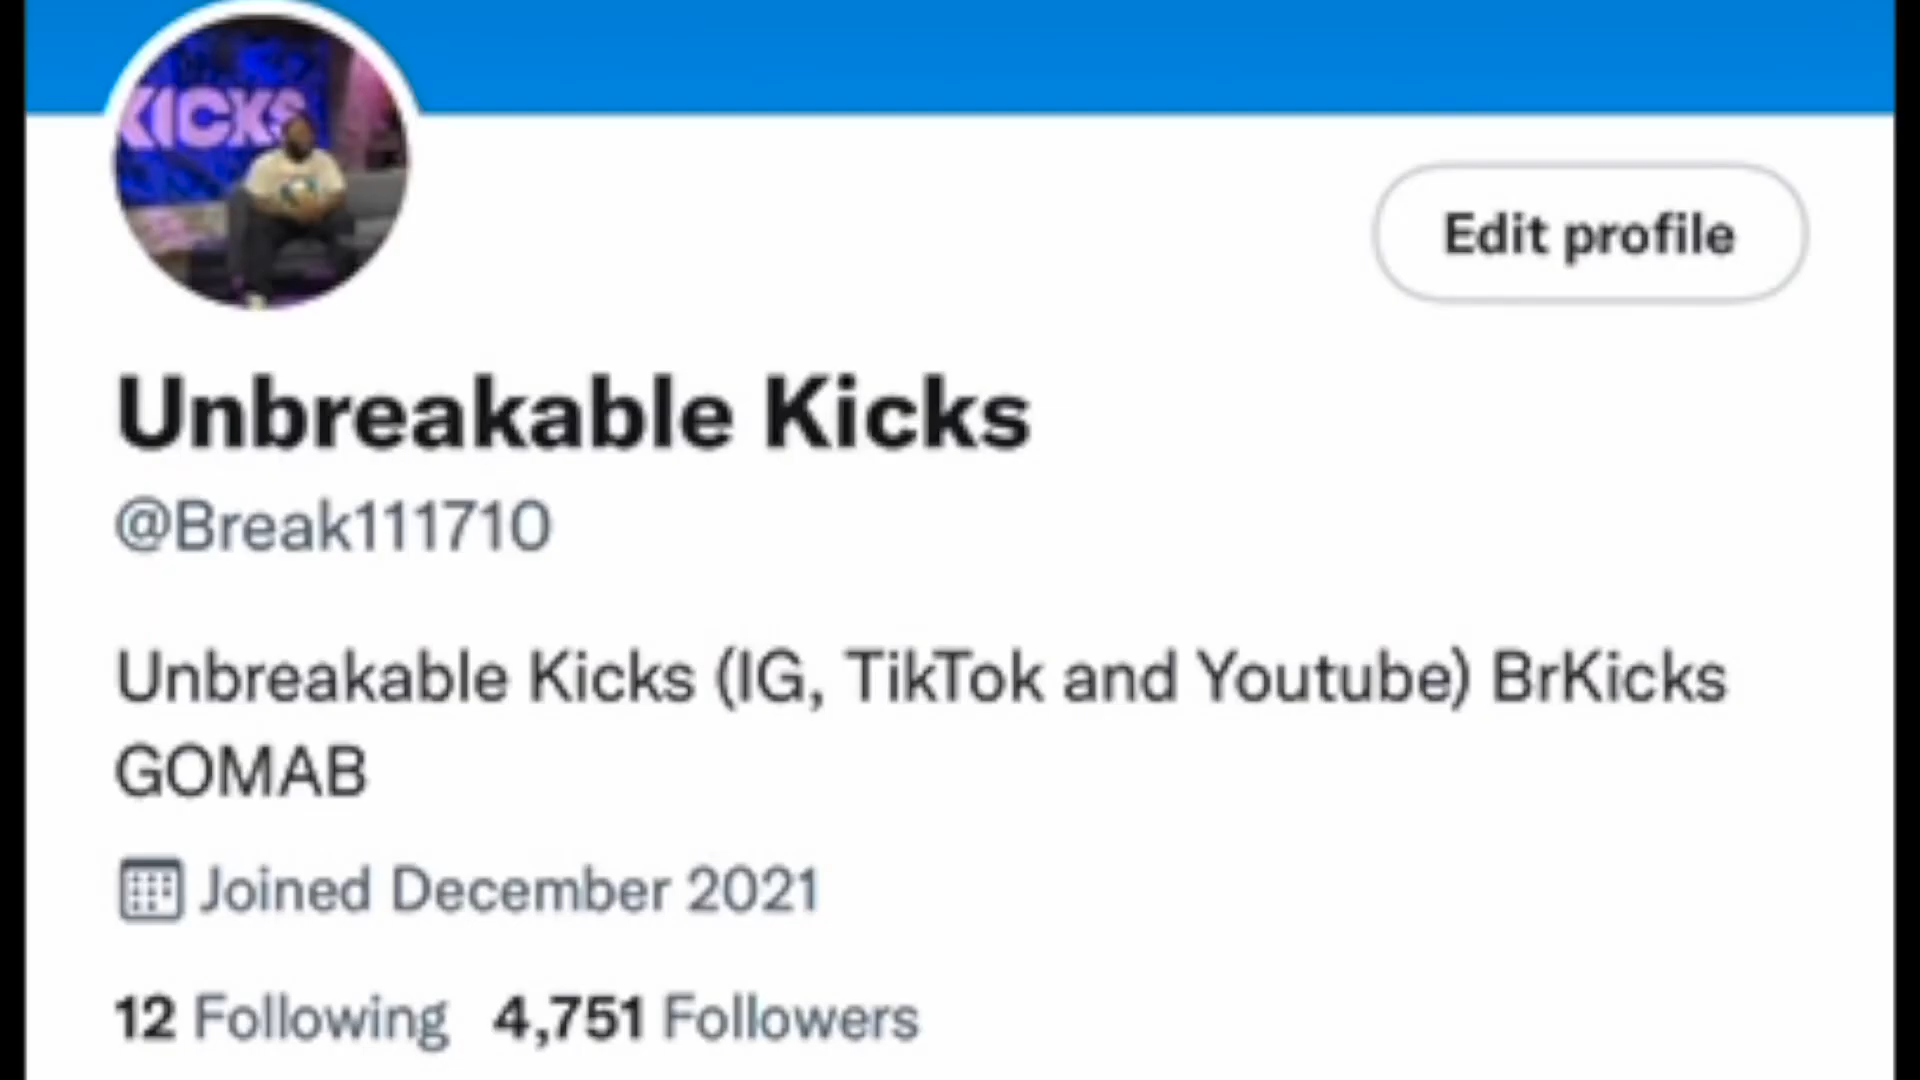 KICKS
Edit profile
Unbreakable Kicks
@Break111710
Unbreakable Kicks (IG, TikTok and Youtube) BrKicks
GOMAB
Joined December 2021
12 Following 4,751 Followers